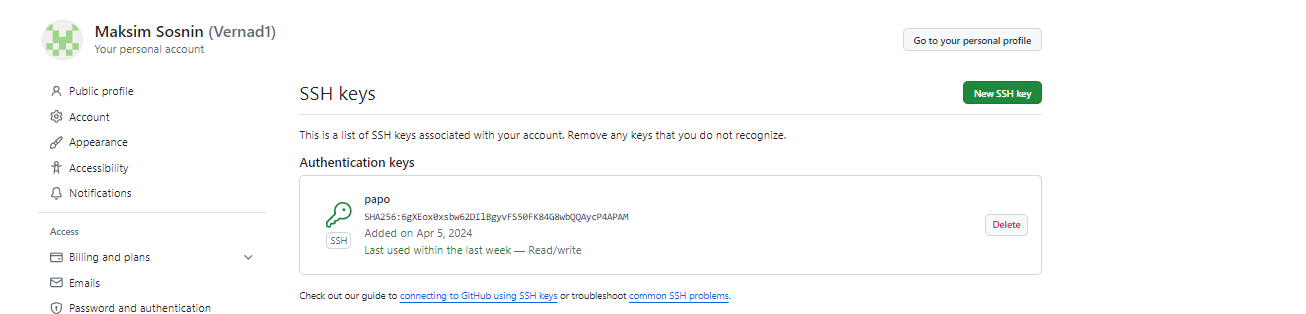 Maksim Sosnin (Vernad1)
Your personal account
Go to your personal profile
Public profile
Account
Appearance
Accessibility
Notifications
Access
Billing and plans
Emails
Password and authentication
SSH keys
New SSH key
This is a list of SSH keys associated with your account. Remove any keys that you do not recognize.
Authentication keys
papo
SHA256:6gXEox0xsbw62DIlBgyvFS50FK84G8wbQQAycP4APAM
SSH
Added on Apr 5, 2024
Last used within the last week — Read/write
Delete
Check out our guide to connecting to GitHub using SSH keys or troubleshoot common SSH problems.